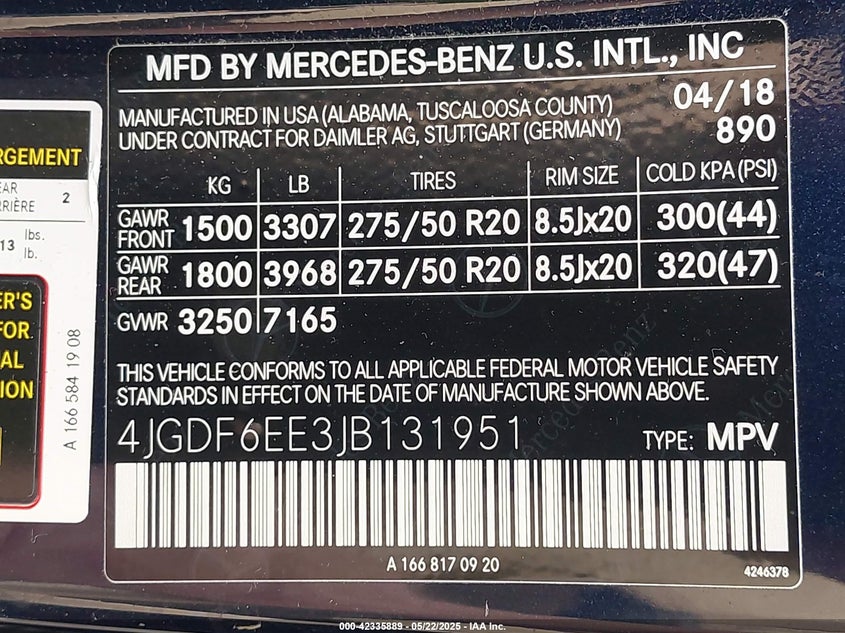 MFD BY MERCEDES-BENZ U.S. INTL., INC
MANUFACTURED IN USA (ALABAMA, TUSCALOOSA COUNTY) 04/18
UNDER CONTRACT FOR DAIMLER AG, STUTTGART (GERMANY) 890
KG LB TIRES RIM SIZE COLD KPA (PSI)
GAWR FRONT 1500 3307 275/50 R20 8.5Jx20 300(44)
GAWR REAR 1800 3968 275/50 R20 8.5Jx20 320(47)
GVWR 3250 7165
THIS VEHICLE CONFORMS TO ALL APPLICABLE FEDERAL MOTOR VEHICLE SAFETY
STANDARDS IN EFFECT ON THE DATE OF MANUFACTURE SHOWN ABOVE.
4JGDF6EE3JB131951 TYPE: MPV
A 166 817 09 20
4246378
RGEMENT
EAR
RIÈRE 2
13 lbs.
lb.
ER'S
FOR
AL
ION
A 166 584 19 08
000-42335889 - 05/22/2025 - IAA Inc.